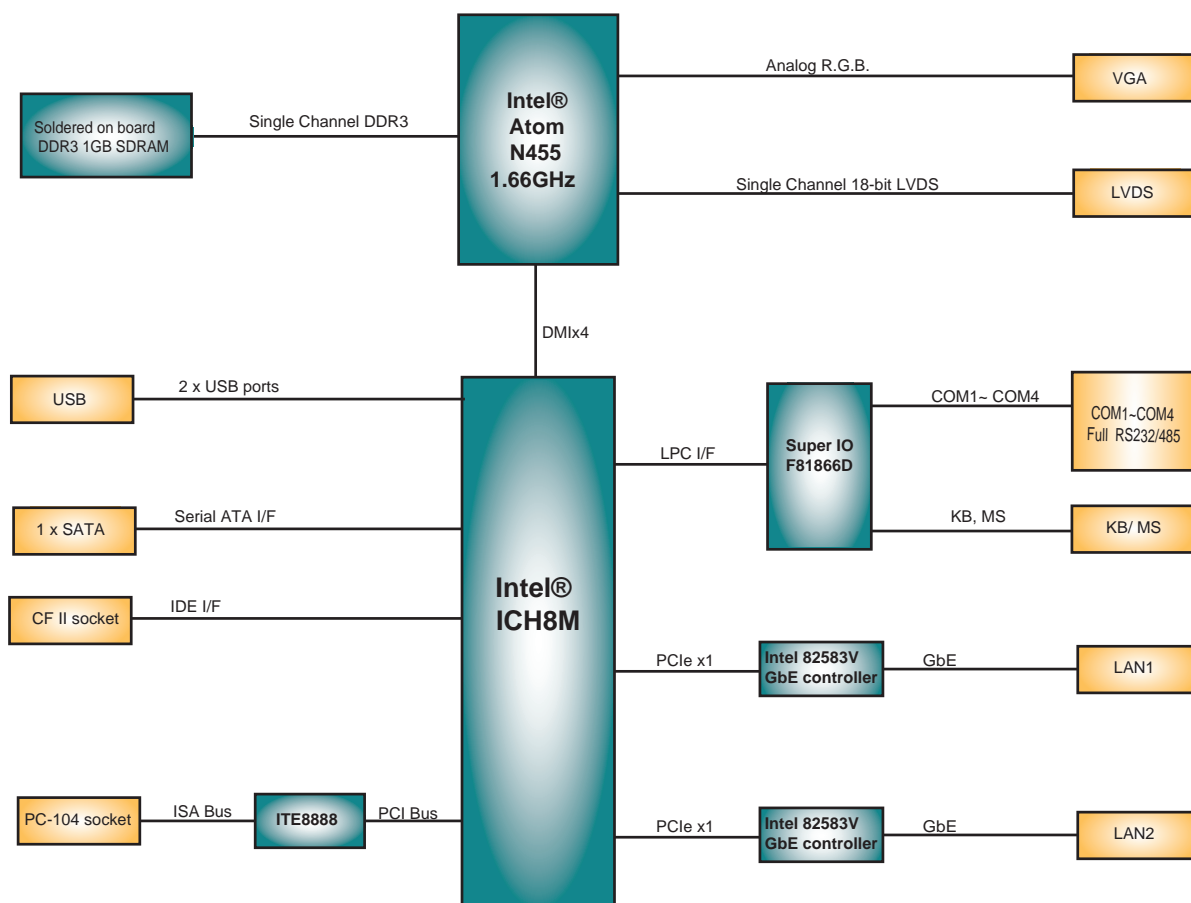 Analog R.G.B.
VGA
Intel®
Atom
N455
1.66GHz
Soldered on board
DDR3 1GB SDRAM
Single Channel DDR3
Single Channel 18-bit LVDS
LVDS
DMIx4
USB
2 x USB ports
COM1~ COM4
COM1~COM4
Full RS232/485
LPC I/F
Super IO
F81866D
1 x SATA
Serial ATA I/F
KB, MS
KB/ MS
Intel®
ICH8M
CF II socket
IDE I/F
PCIe x1
Intel 82583V
GbE controller
GbE
LAN1
PC-104 socket
ISA Bus
ITE8888
PCI Bus
PCIe x1
Intel 82583V
GbE controller
GbE
LAN2